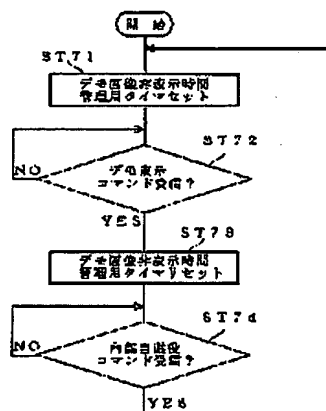 開始
ST71
デモ画像非表示時間
管理用タイマセット
ST72
デモ表示
コマンド受信?
NO
YES
ST73
デモ画像非表示時間
管理用タイマリセット
ST74
コマンド受信?
NO
YES